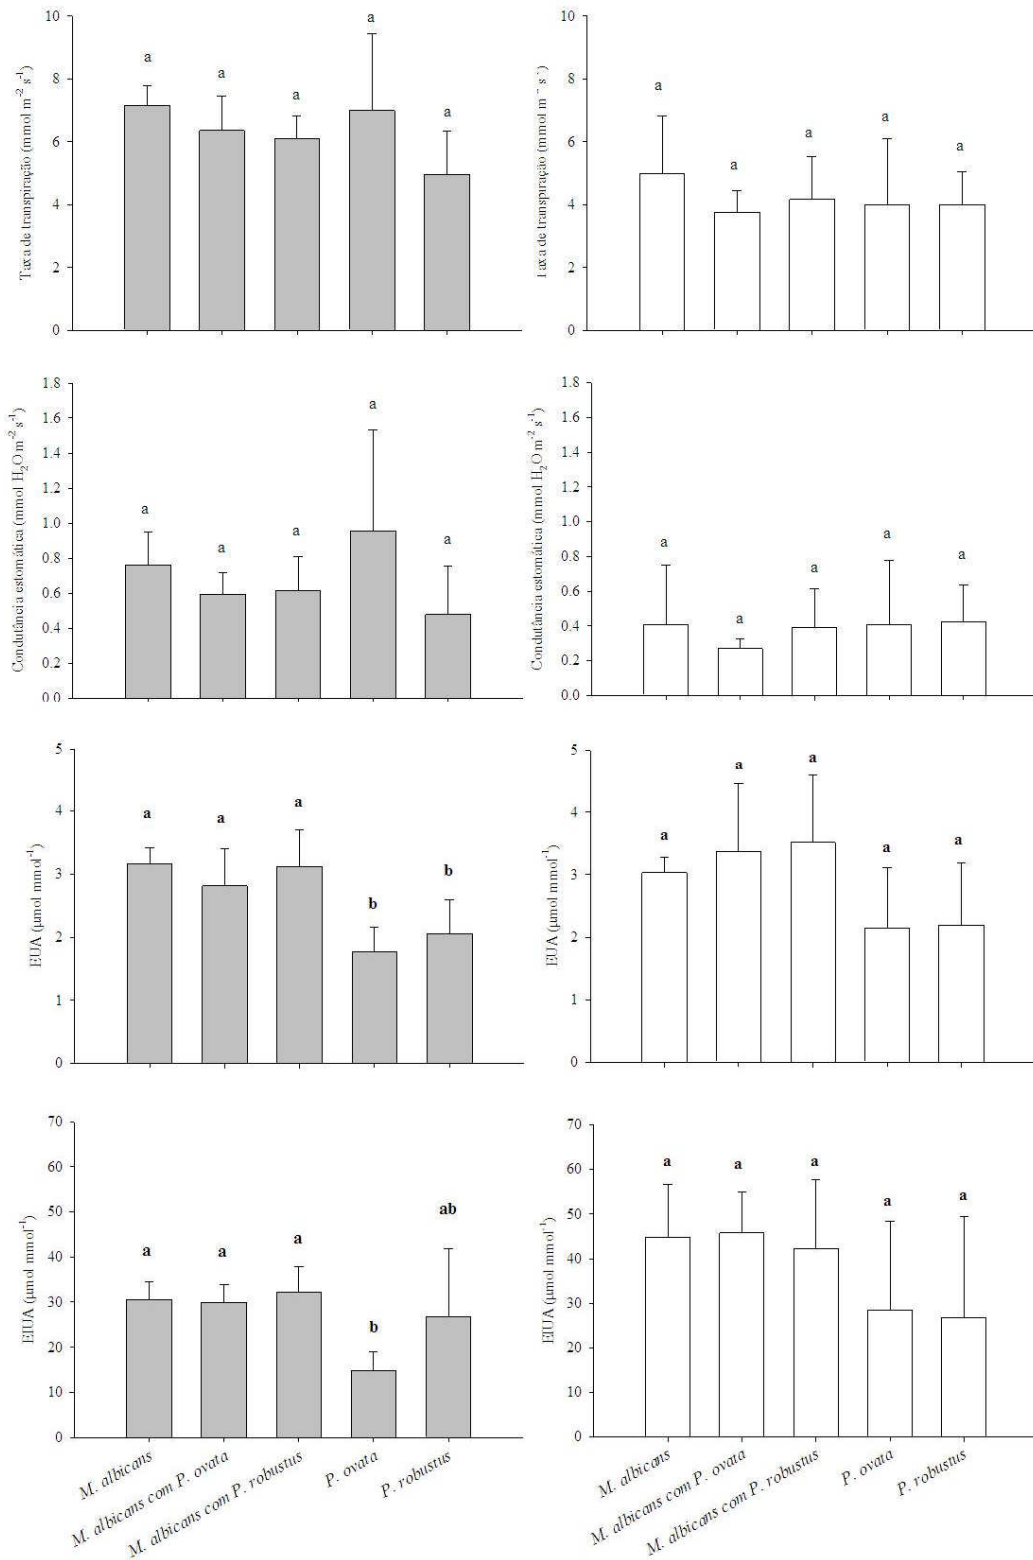 Taxa de transpiração (mmol m⁻² s⁻¹)
10
8
6
4
2
0
a
a
a
a
a
transpiração (mmol m
10
8
6
4
2
0
a
a
a
a
a
Condutância estomática (mmol H₂O m⁻² s⁻¹)
1.8
1.6
1.4
1.2
1.0
0.8
0.6
0.4
0.2
0.0
a
a
a
a
a
Condutância estomática (mmol H₂O m⁻² s⁻¹)
1.8
1.6
1.4
1.2
1.0
0.8
0.6
0.4
0.2
0.0
a
a
a
a
a
EUA (μmol mmol⁻¹)
5
4
3
2
1
0
a
a
a
b
b
EUA (μmol mmol⁻¹)
5
4
3
2
1
0
a
a
a
a
a
EIUA (μmol mmol⁻¹)
70
60
50
40
30
20
10
0
a
a
a
b
ab
M. albicans
M. albicans com P. ovata
M. albicans com P. robustus
P. ovata
P. robustus
EIUA (μmol mmol⁻¹)
70
60
50
40
30
20
10
0
a
a
a
a
a
M. albicans
M. albicans com P. ovata
M. albicans com P. robustus
P. ovata
P. robustus